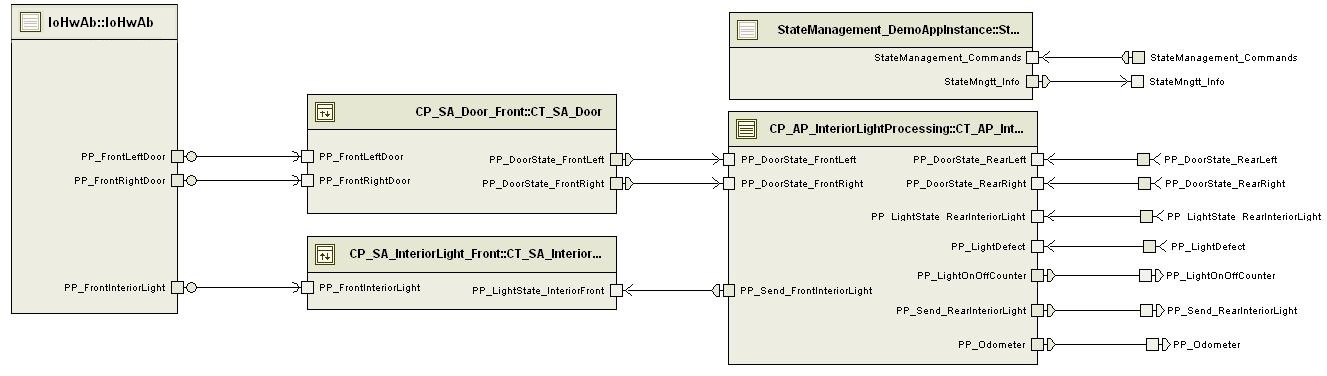 IoHwAb::IoHwAb
PP_FrontLeftDoor
PP_FrontRightDoor
PP_FrontInteriorLight
CP_SA_Door_Front::CT_SA_Door
PP_FrontLeftDoor
PP_FrontRightDoor
PP_DoorState_FrontLeft
PP_DoorState_FrontRight
CP_SA_InteriorLight_Front::CT_SA_Interior...
PP_FrontInteriorLight
PP_LightState_InteriorFront
StateManagement_DemoAppInstance::St...
StateManagement_Commands
StateMngtt_Info
StateManagement_Commands
StateMngtt_Info
CP_AP_InteriorLightProcessing::CT_AP_Int...
PP_DoorState_FrontLeft
PP_DoorState_FrontRight
PP_Send_FrontInteriorLight
PP_DoorState_RearLeft
PP_DoorState_RearRight
PP_LightState_RearInteriorLight
PP_LightDefect
PP_LightOnOffCounter
PP_Send_RearInteriorLight
PP_Odometer
PP_DoorState_RearLeft
PP_DoorState_RearRight
PP_LightState_RearInteriorLight
PP_LightDefect
PP_LightOnOffCounter
PP_Send_RearInteriorLight
PP_Odometer